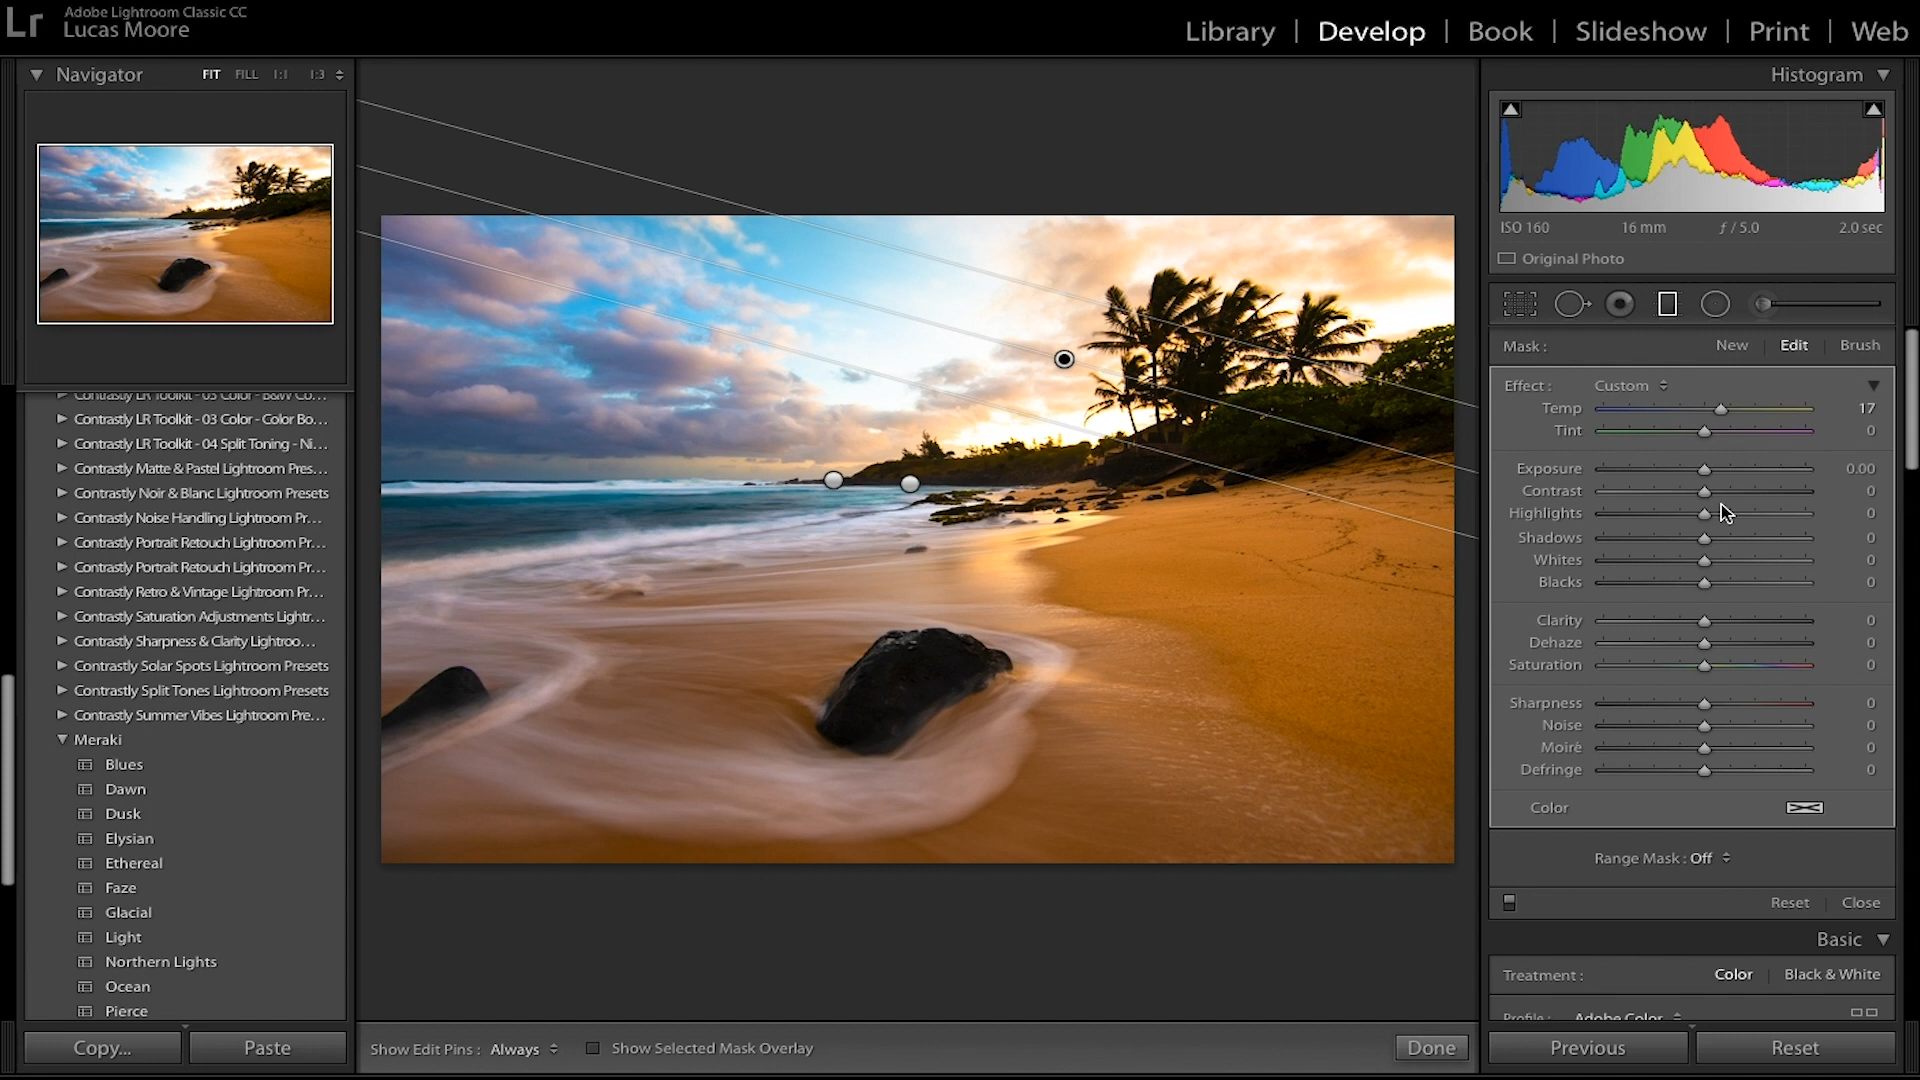 Lr
Adobe Lightroom Classic CC
Lucas Moore
Library | Develop | Book | Slideshow | Print | Web
Navigator FIT FILL 1:1 1:3
Contrastly LR Toolkit - 03 Color - B&W Co...
Contrastly LR Toolkit - 03 Color - Color Bo...
Contrastly LR Toolkit - 04 Split Toning - Ni...
Contrastly Matte & Pastel Lightroom Pres...
Contrastly Noir & Blanc Lightroom Presets
Contrastly Noise Handling Lightroom Pr...
Contrastly Portrait Retouch Lightroom Pr...
Contrastly Portrait Retouch Lightroom Pr...
Contrastly Retro & Vintage Lightroom Pr...
Contrastly Saturation Adjustments Lightr...
Contrastly Sharpness & Clarity Lightroo...
Contrastly Solar Spots Lightroom Presets
Contrastly Split Tones Lightroom Presets
Contrastly Summer Vibes Lightroom Pre...
Meraki
Blues
Dawn
Dusk
Elysian
Ethereal
Faze
Glacial
Light
Northern Lights
Ocean
Pierce
Copy... Paste
Show Edit Pins : Always Show Selected Mask Overlay Done
Histogram
ISO 160 16 mm ƒ / 5.0 2.0 sec
Original Photo
Mask : New Edit Brush
Effect : Custom
Temp 17
Tint 0
Exposure 0.00
Contrast 0
Highlights 0
Shadows 0
Whites 0
Blacks 0
Clarity 0
Dehaze 0
Saturation 0
Sharpness 0
Noise 0
Moiré 0
Defringe 0
Color
Range Mask : Off
Reset Close
Basic
Treatment : Color Black & White
Profile : Adobe Color
Previous Reset